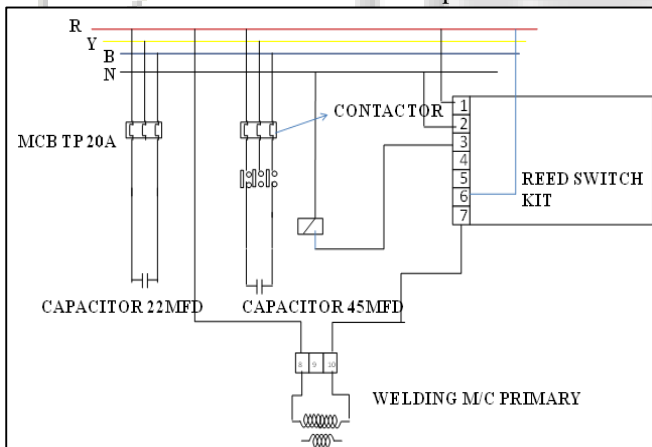 R
Y
B
N
MCB TP 20A
CONTACTOR
1
2
3
4
5
6
7
REED SWITCH
KIT
CAPACITOR 22MFD
CAPACITOR 45MFD
8 9 10
WELDING M/C PRIMARY